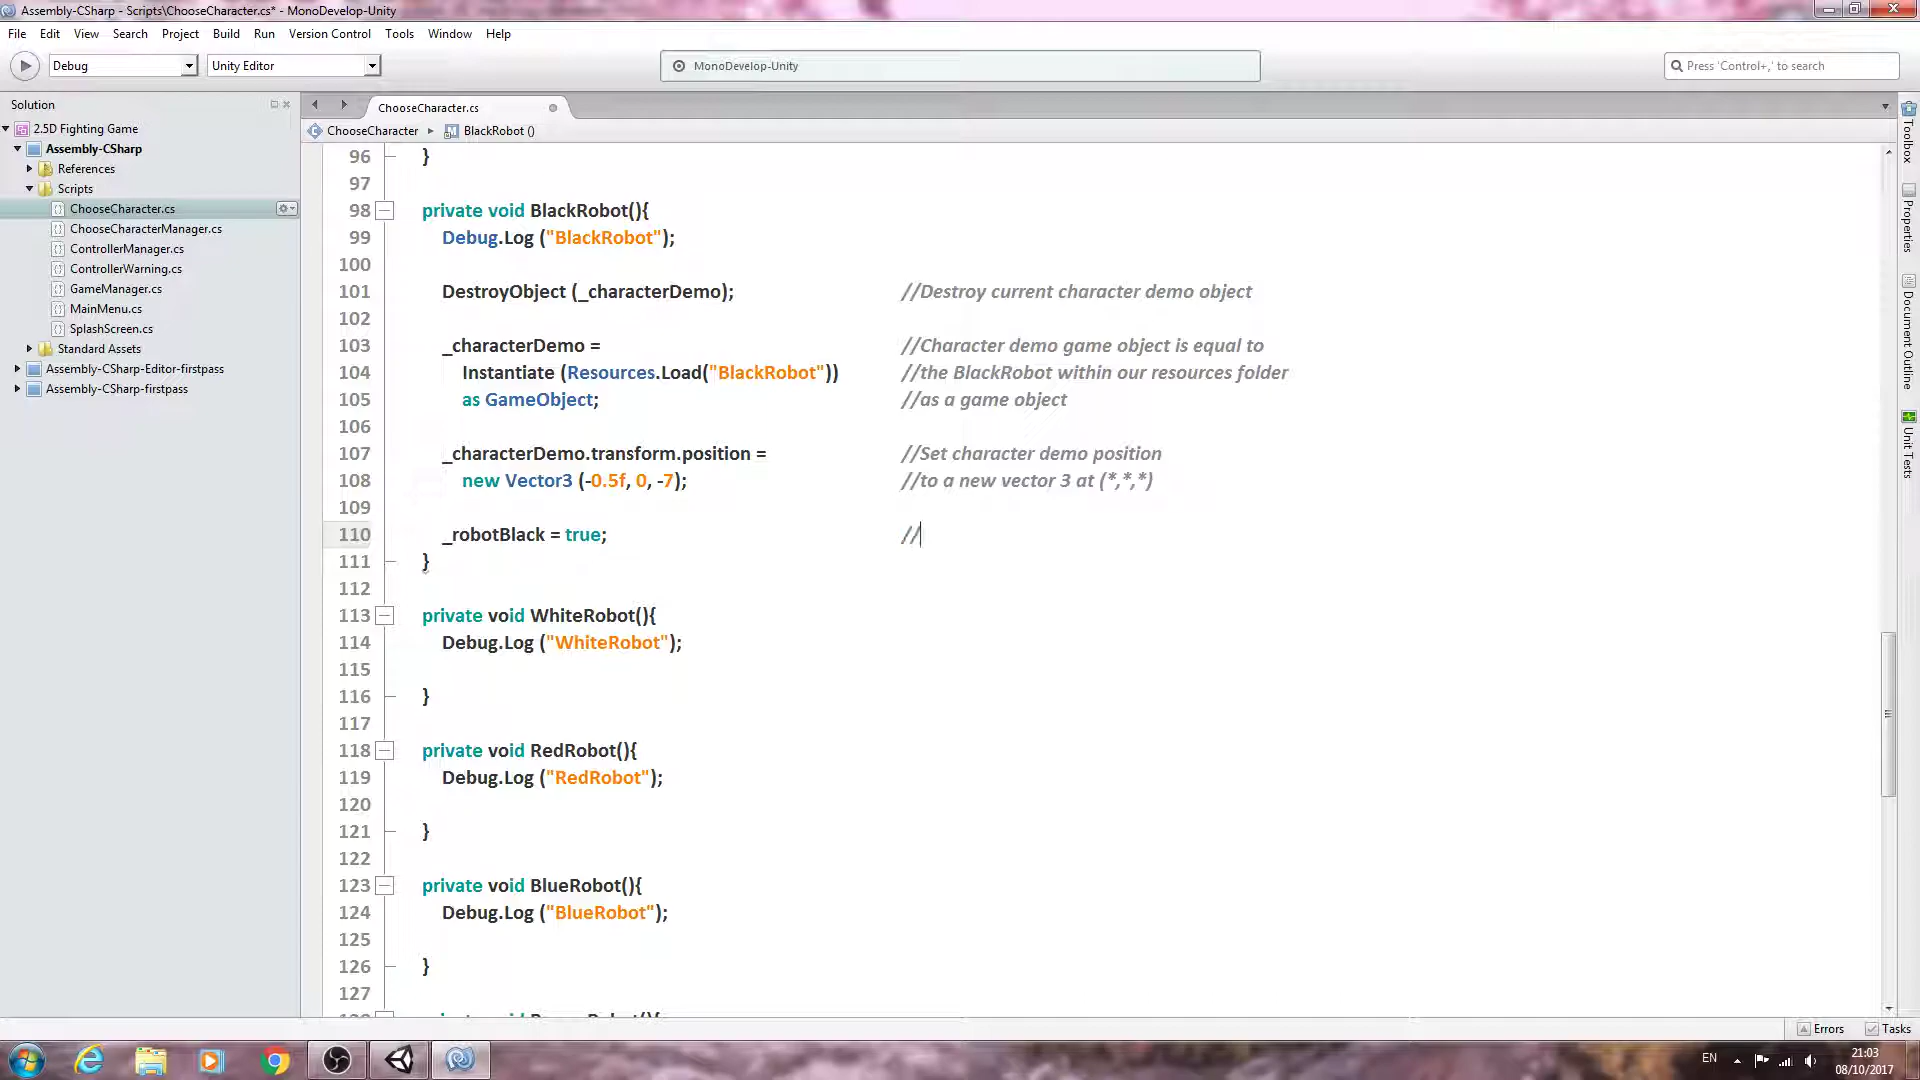 Assembly-CSharp - Scripts\ChooseCharacter.cs* - MonoDevelop-Unity
File Edit View Search Project Build Run Version Control Tools Window Help
Debug Unity Editor MonoDevelop-Unity Press 'Control+,' to search
Solution
2.5D Fighting Game
Assembly-CSharp
References
Scripts
ChooseCharacter.cs
ChooseCharacterManager.cs
ControllerManager.cs
ControllerWarning.cs
GameManager.cs
MainMenu.cs
SplashScreen.cs
Standard Assets
Assembly-CSharp-Editor-firstpass
Assembly-CSharp-firstpass
ChooseCharacter.cs
ChooseCharacter BlackRobot ()
96 }
97
98 private void BlackRobot(){
99 Debug.Log ("BlackRobot");
100
101 DestroyObject (_characterDemo); //Destroy current character demo object
102
103 _characterDemo = //Character demo game object is equal to
104 Instantiate (Resources.Load("BlackRobot")) //the BlackRobot within our resources folder
105 as GameObject; //as a game object
106
107 _characterDemo.transform.position = //Set character demo position
108 new Vector3 (-0.5f, 0, -7); //to a new vector 3 at (*,*,*)
109
110 _robotBlack = true; //
111 }
112
113 private void WhiteRobot(){
114 Debug.Log ("WhiteRobot");
115
116 }
117
118 private void RedRobot(){
119 Debug.Log ("RedRobot");
120
121 }
122
123 private void BlueRobot(){
124 Debug.Log ("BlueRobot");
125
126 }
127
Toolbox
Properties
Document Outline
Unit Tests
Errors Tasks
EN 21:03
08/10/2017